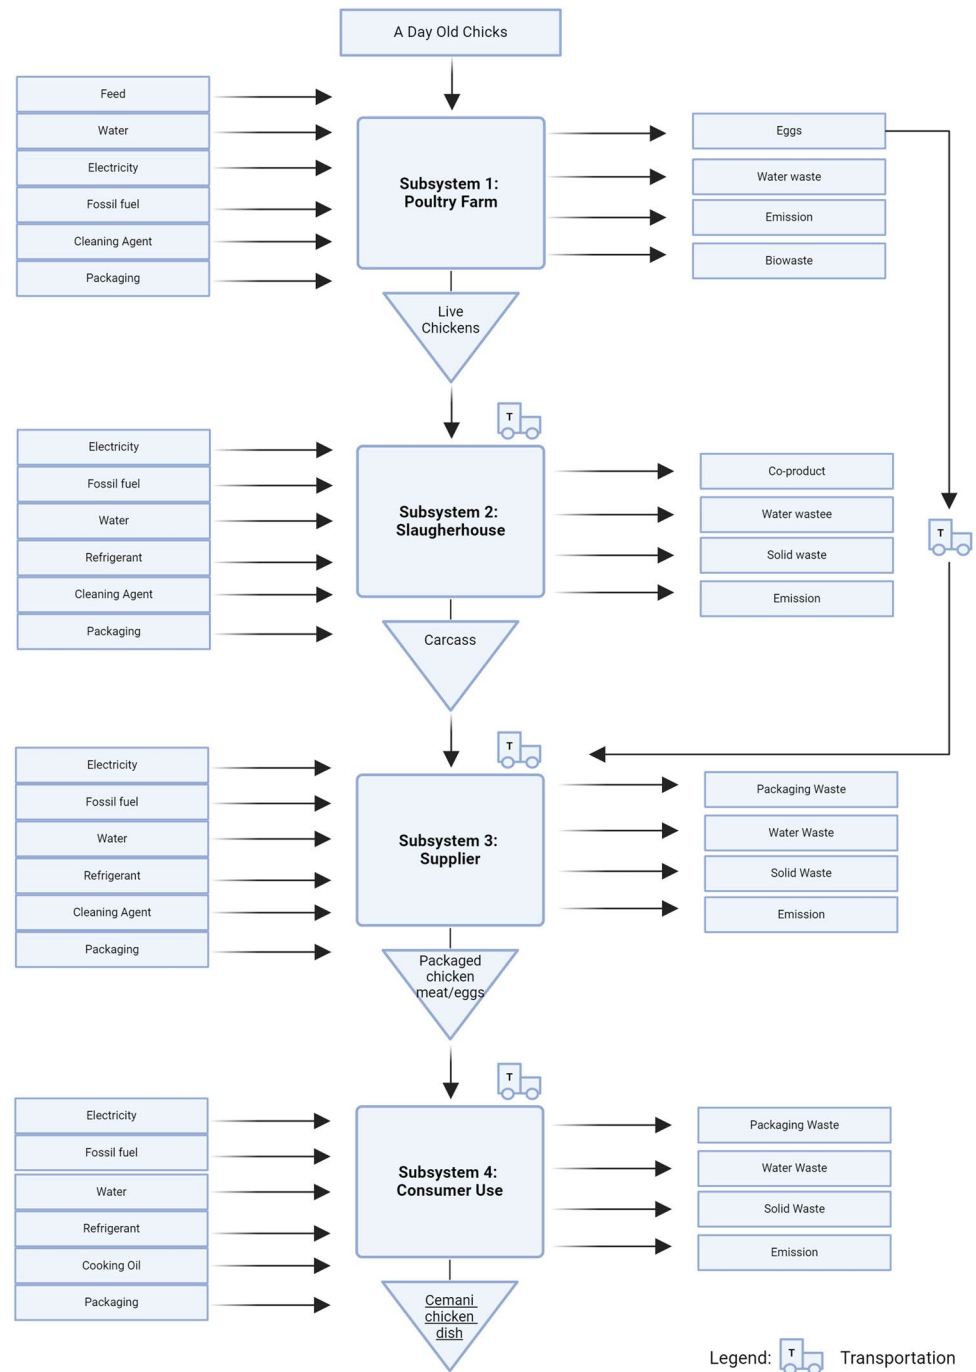 A Day Old Chicks
Feed
Water
Electricity
Fossil fuel
Cleaning Agent
Packaging
Subsystem 1:
Poultry Farm
Eggs
Water waste
Emission
Biowaste
Live
Chickens
T
Electricity
Fossil fuel
Water
Refrigerant
Cleaning Agent
Packaging
Subsystem 2:
Slaugherhouse
Co-product
Water wastee
Solid waste
Emission
T
Carcass
T
Electricity
Fossil fuel
Water
Refrigerant
Cleaning Agent
Packaging
Subsystem 3:
Supplier
Packaging Waste
Water Waste
Solid Waste
Emission
Packaged
chicken
meat/eggs
T
Electricity
Fossil fuel
Water
Refrigerant
Cooking Oil
Packaging
Subsystem 4:
Consumer Use
Packaging Waste
Water Waste
Solid Waste
Emission
Cemani
chicken
dish
Legend: T Transportation